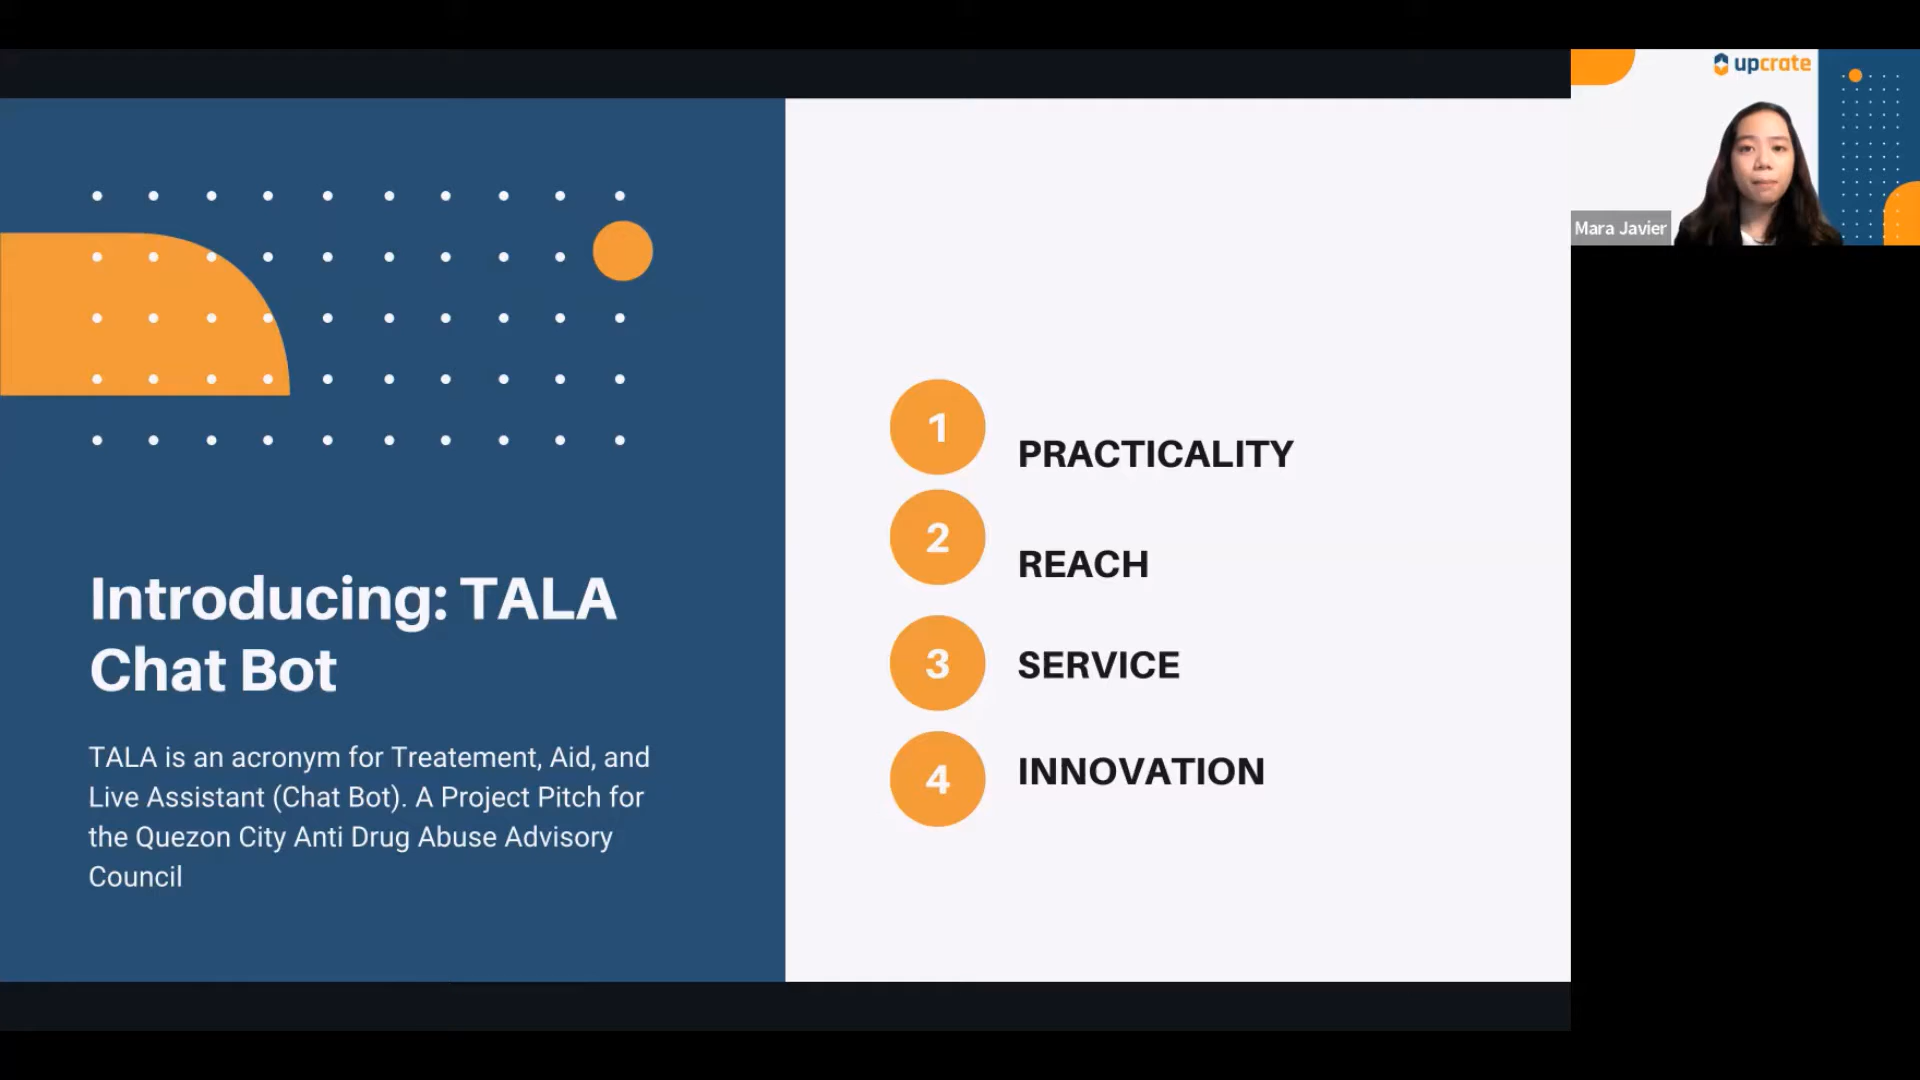 Introducing: TALA
Chat Bot
TALA is an acronym for Treatement, Aid, and
Live Assistant (Chat Bot). A Project Pitch for
the Quezon City Anti Drug Abuse Advisory
Council
1
PRACTICALITY
2
REACH
3
SERVICE
4
INNOVATION
upcrate
Mara Javier